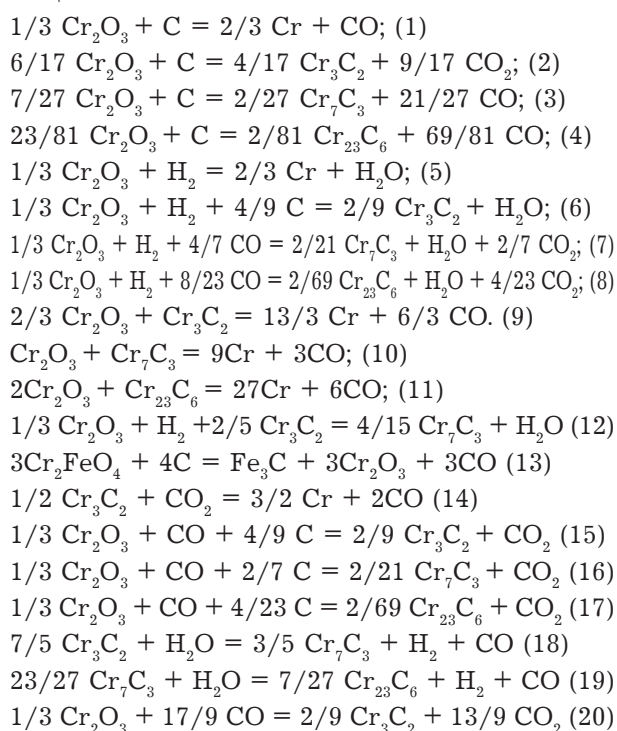 1/3 Cr₂O₃ + C = 2/3 Cr + CO; (1)
6/17 Cr₂O₃ + C = 4/17 Cr₃C₂ + 9/17 CO₂; (2)
7/27 Cr₂O₃ + C = 2/27 Cr₇C₃ + 21/27 CO; (3)
23/81 Cr₂O₃ + C = 2/81 Cr₂₃C₆ + 69/81 CO; (4)
1/3 Cr₂O₃ + H₂ = 2/3 Cr + H₂O; (5)
1/3 Cr₂O₃ + H₂ + 4/9 C = 2/9 Cr₃C₂ + H₂O; (6)
1/3 Cr₂O₃ + H₂ + 4/7 CO = 2/21 Cr₇C₃ + H₂O + 2/7 CO₂; (7)
1/3 Cr₂O₃ + H₂ + 8/23 CO = 2/69 Cr₂₃C₆ + H₂O + 4/23 CO₂; (8)
2/3 Cr₂O₃ + Cr₃C₂ = 13/3 Cr + 6/3 CO. (9)
Cr₂O₃ + Cr₇C₃ = 9Cr + 3CO; (10)
2Cr₂O₃ + Cr₂₃C₆ = 27Cr + 6CO; (11)
1/3 Cr₂O₃ + H₂ +2/5 Cr₃C₂ = 4/15 Cr₇C₃ + H₂O (12)
3Cr₂FeO₄ + 4C = Fe₃C + 3Cr₂O₃ + 3CO (13)
1/2 Cr₃C₂ + CO₂ = 3/2 Cr + 2CO (14)
1/3 Cr₂O₃ + CO + 4/9 C = 2/9 Cr₃C₂ + CO₂ (15)
1/3 Cr₂O₃ + CO + 2/7 C = 2/21 Cr₇C₃ + CO₂ (16)
1/3 Cr₂O₃ + CO + 4/23 C = 2/69 Cr₂₃C₆ + CO₂ (17)
7/5 Cr₃C₂ + H₂O = 3/5 Cr₇C₃ + H₂ + CO (18)
23/27 Cr₇C₃ + H₂O = 7/27 Cr₂₃C₆ + H₂ + CO (19)
1/3 Cr₂O₃ + 17/9 CO = 2/9 Cr₃C₂ + 13/9 CO₂ (20)